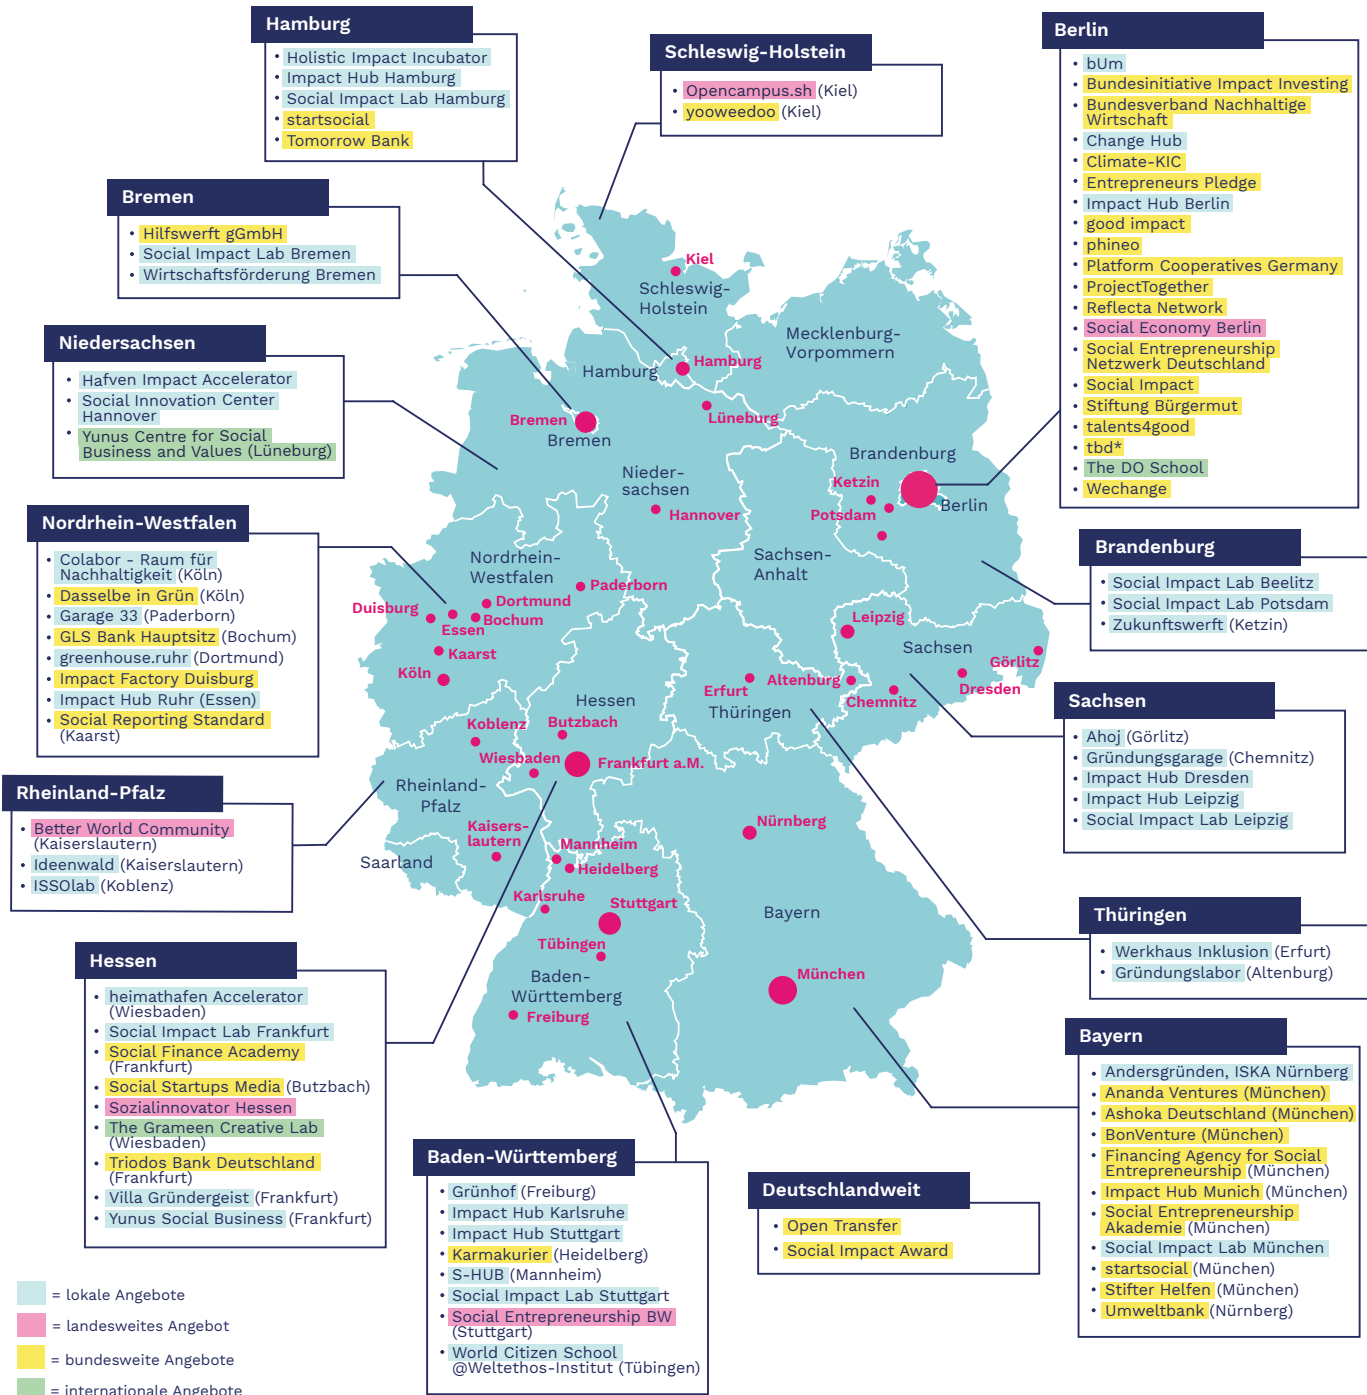 Hamburg
Holistic Impact Incubator
Impact Hub Hamburg
Social Impact Lab Hamburg
startsocial
Tomorrow Bank
Schleswig-Holstein
Opencampus.sh (Kiel)
yooweedoo (Kiel)
Berlin
bUm
Bundesinitiative Impact Investing
Bundesverband Nachhaltige
Wirtschaft
Change Hub
Climate-KIC
Entrepreneurs Pledge
Impact Hub Berlin
good impact
phineo
Platform Cooperatives Germany
ProjectTogether
Reflecta Network
Social Economy Berlin
Social Entrepreneurship
Netzwerk Deutschland
Social Impact
Stiftung Bürgermut
talents4good
tbd*
The DO School
Wechange
Bremen
Hilfswerft gGmbH
Social Impact Lab Bremen
Wirtschaftsförderung Bremen
Niedersachsen
Hafven Impact Accelerator
Social Innovation Center
Hannover
Yunus Centre for Social
Business and Values (Lüneburg)
Nordrhein-Westfalen
Colabor - Raum für
Nachhaltigkeit (Köln)
Dasselbe in Grün (Köln)
Garage 33 (Paderborn)
GLS Bank Hauptsitz (Bochum)
greenhouse.ruhr (Dortmund)
Impact Factory Duisburg
Impact Hub Ruhr (Essen)
Social Reporting Standard
(Kaarst)
Rheinland-Pfalz
Better World Community
(Kaiserslautern)
Ideenwald (Kaiserslautern)
ISSOlab (Koblenz)
Hessen
heimathafen Accelerator
(Wiesbaden)
Social Impact Lab Frankfurt
Social Finance Academy
(Frankfurt)
Social Startups Media (Butzbach)
Sozialinnovator Hessen
The Grameen Creative Lab
(Wiesbaden)
Triodos Bank Deutschland
(Frankfurt)
Villa Gründergeist (Frankfurt)
Yunus Social Business (Frankfurt)
Kiel
Schleswig-
Holstein
Mecklenburg-
Vorpommern
Hamburg
Hamburg
Lüneburg
Bremen
Bremen
Nieder-
sachsen
Hannover
Brandenburg
Ketzin
Potsdam
Berlin
Sachsen-
Anhalt
Nordrhein-
Westfalen
Paderborn
Duisburg
Dortmund
Essen
Bochum
Kaarst
Köln
Leipzig
Sachsen
Görlitz
Dresden
Altenburg
Chemnitz
Erfurt
Thüringen
Hessen
Koblenz
Butzbach
Wiesbaden
Frankfurt a.M.
Rheinland-
Pfalz
Kaisers-
lautern
Saarland
Mannheim
Heidelberg
Nürnberg
Karlsruhe
Stuttgart
Bayern
Tübingen
Baden-
Württemberg
München
Freiburg
Brandenburg
Social Impact Lab Beelitz
Social Impact Lab Potsdam
Zukunftswerft (Ketzin)
Sachsen
Ahoj (Görlitz)
Gründungsgarage (Chemnitz)
Impact Hub Dresden
Impact Hub Leipzig
Social Impact Lab Leipzig
Thüringen
Werkhaus Inklusion (Erfurt)
Gründungslabor (Altenburg)
Bayern
Andersgründen, ISKA Nürnberg
Ananda Ventures (München)
Ashoka Deutschland (München)
BonVenture (München)
Financing Agency for Social
Entrepreneurship (München)
Impact Hub Munich (München)
Social Entrepreneurship
Akademie (München)
Social Impact Lab München
startsocial (München)
Stifter Helfen (München)
Umweltbank (Nürnberg)
Baden-Württemberg
Grünhof (Freiburg)
Impact Hub Karlsruhe
Impact Hub Stuttgart
Karmakurier (Heidelberg)
S-HUB (Mannheim)
Social Impact Lab Stuttgart
Social Entrepreneurship BW
(Stuttgart)
World Citizen School
@Weltethos-Institut (Tübingen)
Deutschlandweit
Open Transfer
Social Impact Award
= lokale Angebote
= landesweites Angebot
= bundesweite Angebote
= internationale Angebote